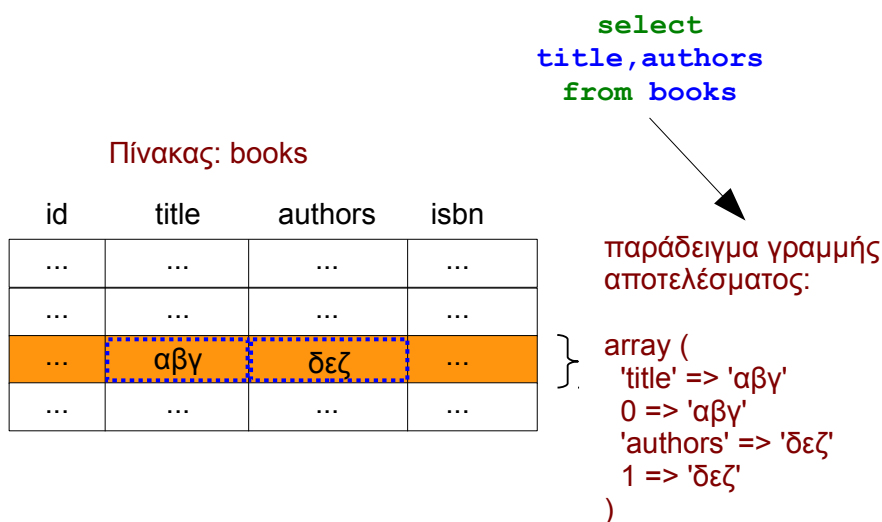 select
title,authors
from books
Πίνακας: books
id title authors isbn
... ... ... ...
... ... ... ...
... αβγ δεζ ...
... ... ... ...
παράδειγμα γραμμής
αποτελέσματος:
array (
'title' => 'αβγ'
0 => 'αβγ'
'authors' => 'δεζ'
1 => 'δεζ'
)